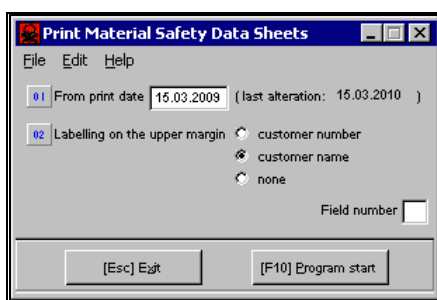 Print Material Safety Data Sheets
File Edit Help
01 From print date 15.03.2009 (last alteration: 15.03.2010 )
02 Labelling on the upper margin customer number
customer name
none
Field number
[Esc] Exit [F10] Program start